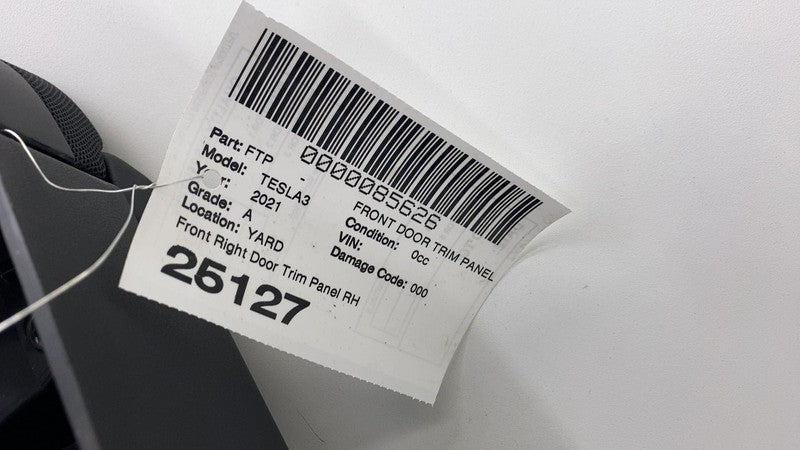 0000085626
Part: FTP - FRONT DOOR TRIM PANEL
Model: TESLA3 Condition: 0cc
Year: 2021 VIN:
Grade: A Damage Code: 000
Location: YARD
Front Right Door Trim Panel RH
25127